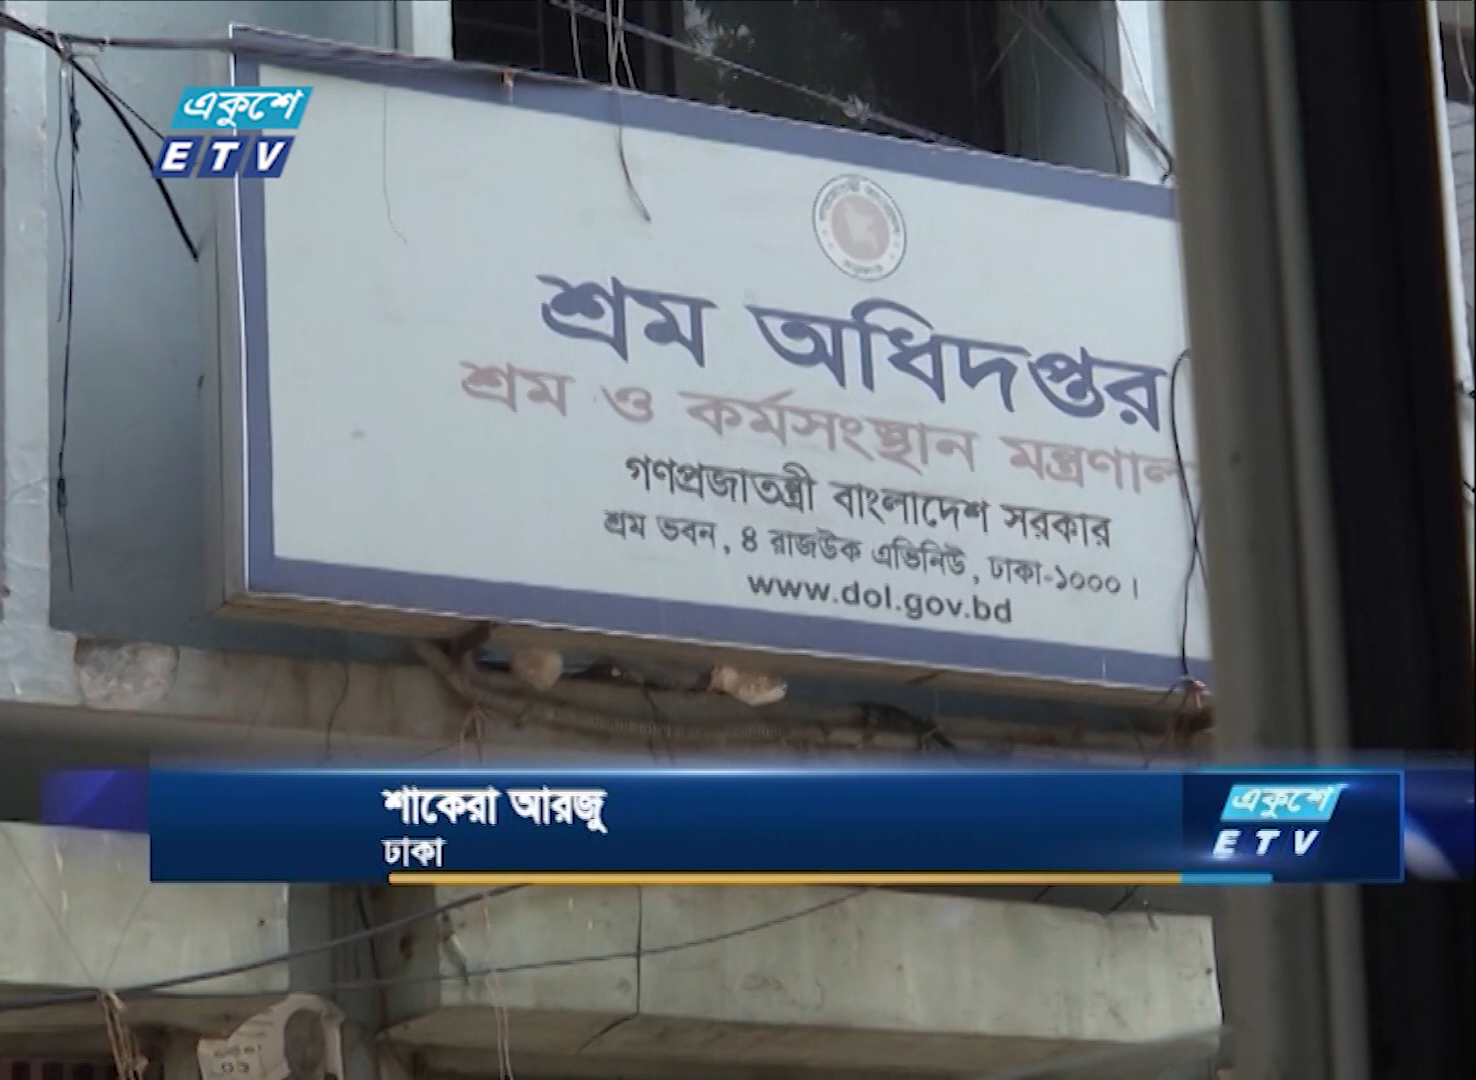 একুশে
ETV
শ্রম অধিদপ্তর
শ্রম ও কর্মসংস্থান মন্ত্রণাল
গণপ্রজাতন্ত্রী বাংলাদেশ সরকার
শ্রম ভবন, ৪ রাজউক এভিনিউ, ঢাকা-১০০০।
www.dol.gov.bd
শাকেরা আরজু
ঢাকা
একুশে
ETV